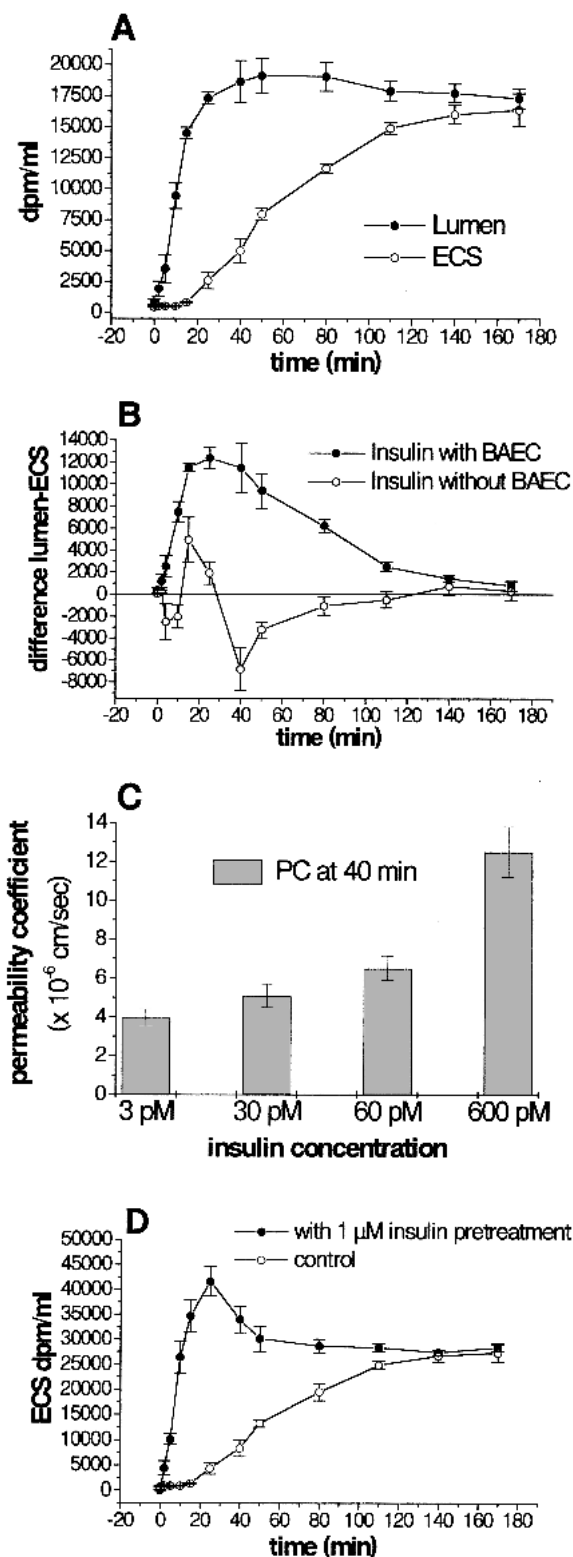 A
20000
17500
15000
12500
10000
7500
5000
2500
0
dpm/ml
Lumen
ECS
-20 0 20 40 60 80 100 120 140 160 180
time (min)
B
14000
12000
10000
8000
6000
4000
2000
0
-2000
-4000
-6000
-8000
difference lumen-ECS
Insulin with BAEC
Insulin without BAEC
-20 0 20 40 60 80 100 120 140 160 180
time (min)
C
14
12
10
8
6
4
2
0
permeability coefficient
(x 10⁻⁶ cm/sec)
PC at 40 min
3 pM 30 pM 60 pM 600 pM
insulin concentration
D
with 1 µM insulin pretreatment
control
50000
45000
40000
35000
30000
25000
20000
15000
10000
5000
0
ECS dpm/ml
-20 0 20 40 60 80 100 120 140 160 180
time (min)